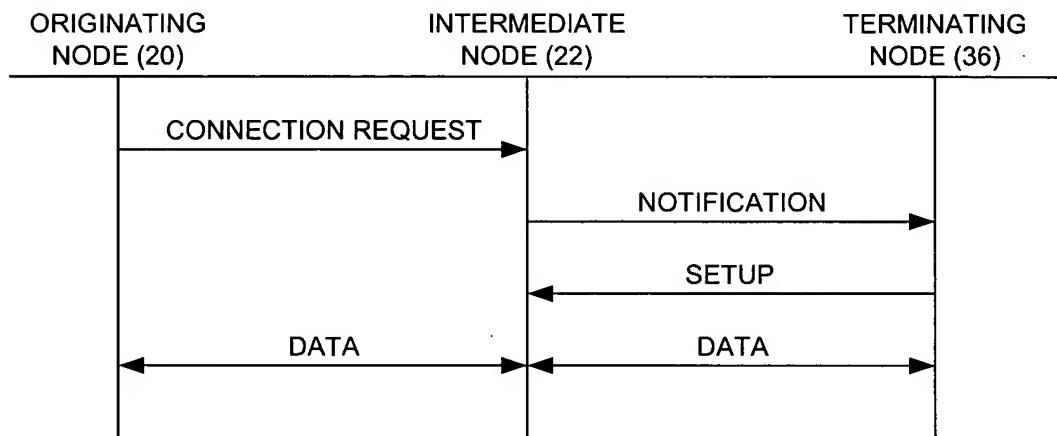 ORIGINATING
NODE (20)
INTERMEDIATE
NODE (22)
TERMINATING
NODE (36)
CONNECTION REQUEST
NOTIFICATION
SETUP
DATA
DATA